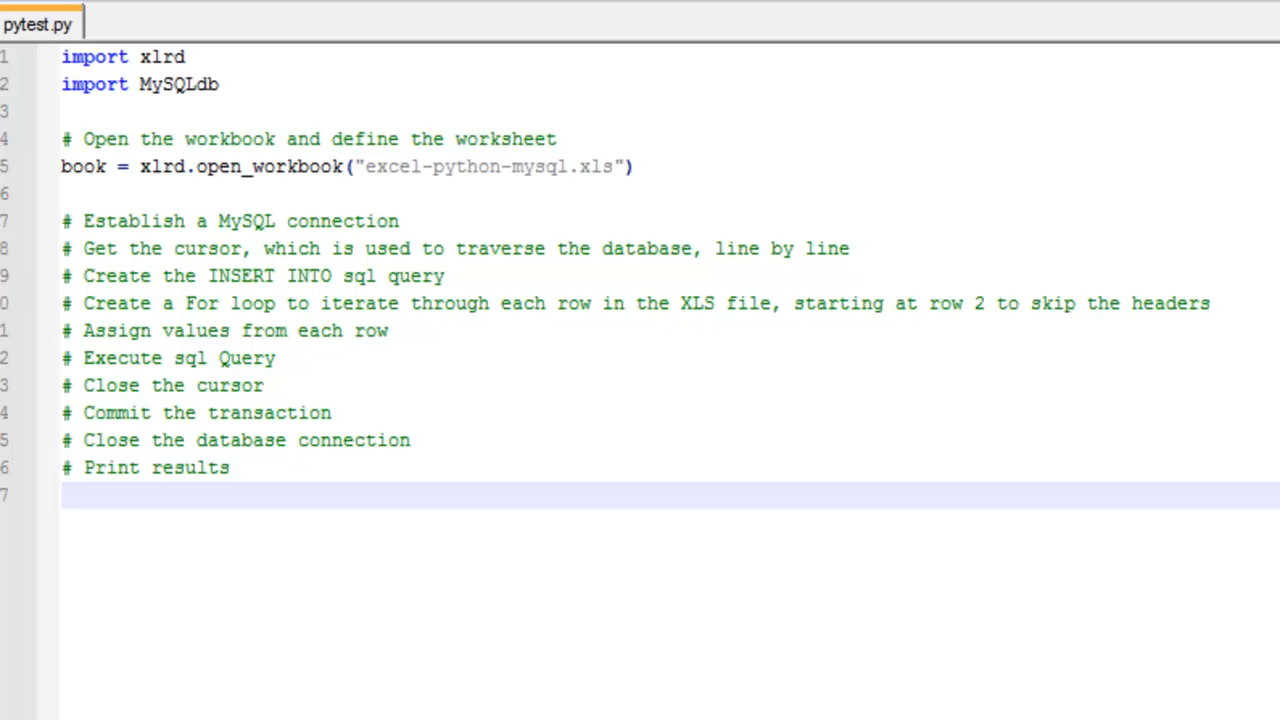 pytest.py
1 import xlrd
2 import MySQLdb
3
4 # Open the workbook and define the worksheet
5 book = xlrd.open_workbook("excel-python-mysql.xls")
6
7 # Establish a MySQL connection
8 # Get the cursor, which is used to traverse the database, line by line
9 # Create the INSERT INTO sql query
0 # Create a For loop to iterate through each row in the XLS file, starting at row 2 to skip the headers
1 # Assign values from each row
2 # Execute sql Query
3 # Close the cursor
4 # Commit the transaction
5 # Close the database connection
6 # Print results
7